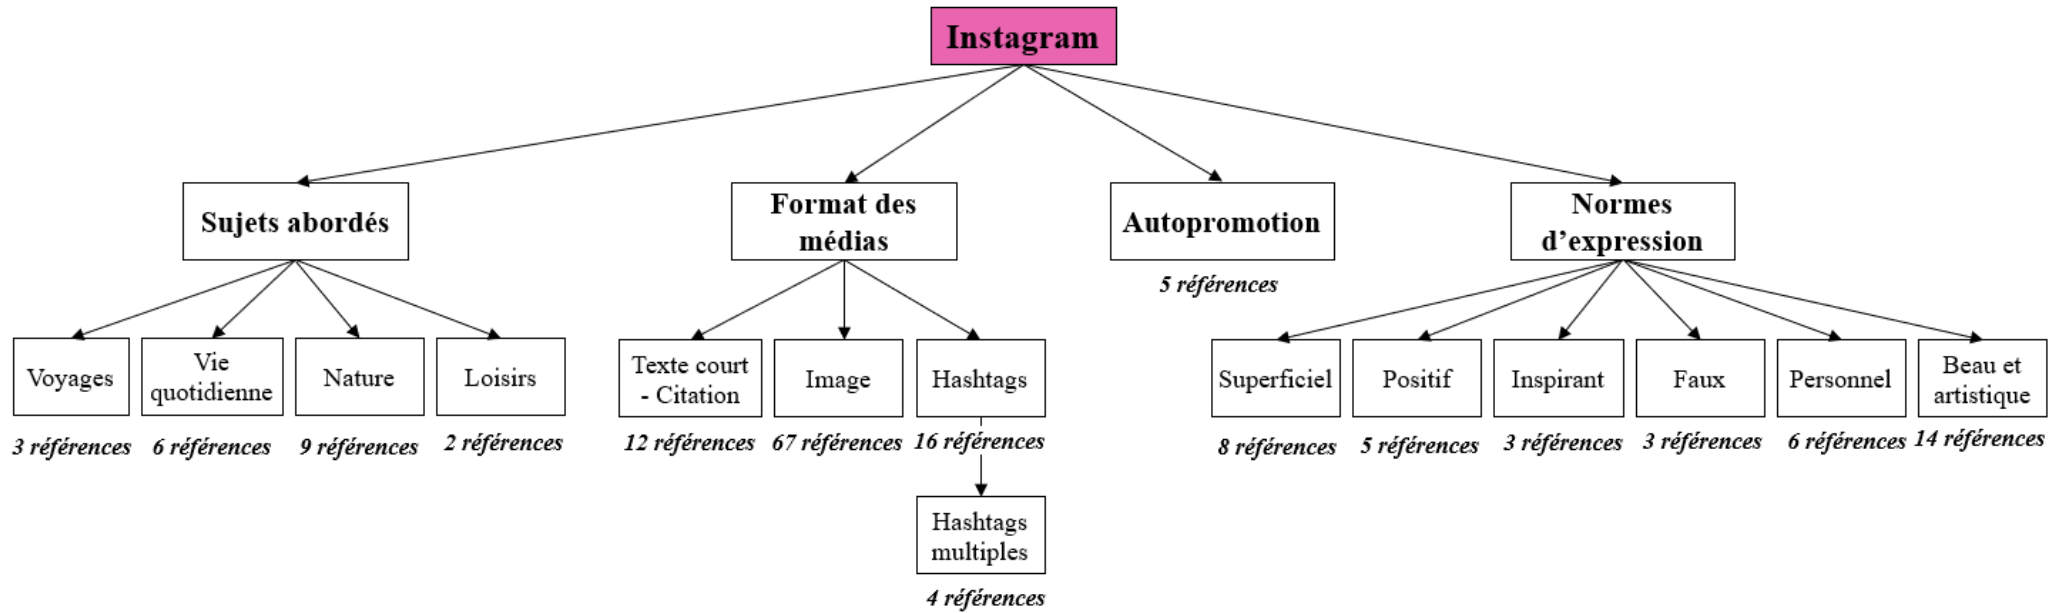 Instagram
Sujets abordés
Format des
médias
Autopromotion
5 références
Normes
d’expression
Voyages
3 références
Vie
quotidienne
6 références
Nature
9 références
Loisirs
2 références
Texte court
- Citation
12 références
Image
67 références
Hashtags
16 références
Hashtags
multiples
4 références
Superficiel
8 références
Positif
5 références
Inspirant
3 références
Faux
3 références
Personnel
6 références
Beau et
artistique
14 références